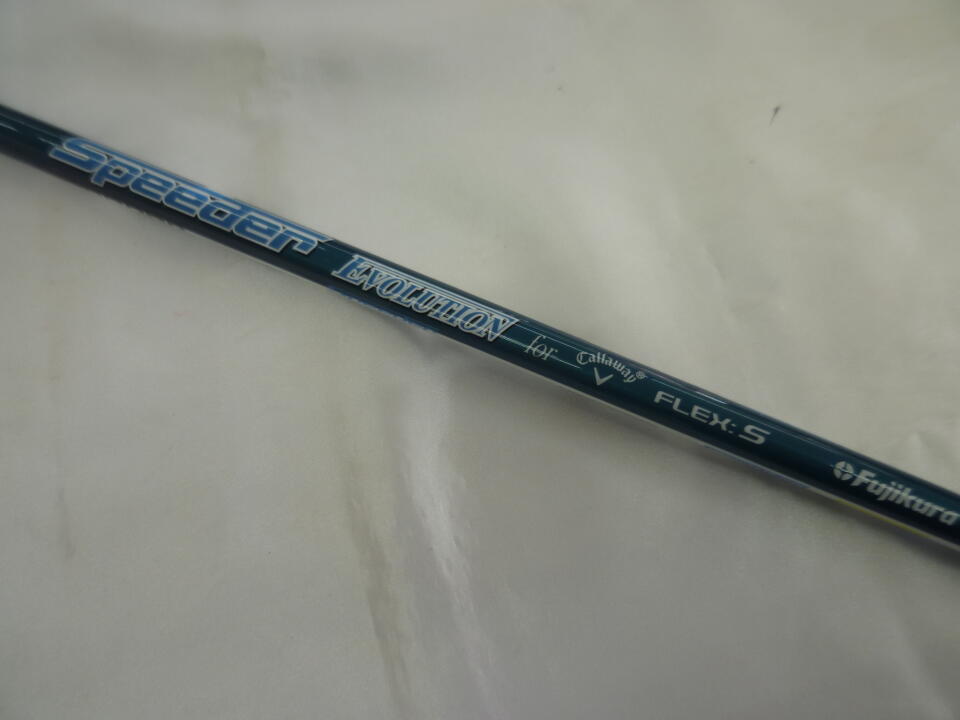 Speeder EVOLUTION for Callaway® FLEX: S Fujikura